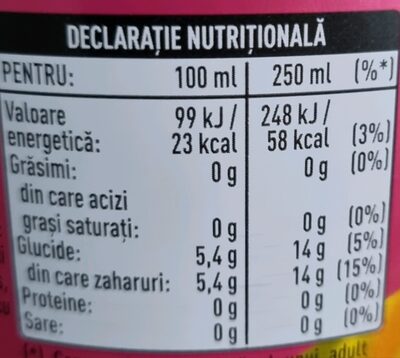 DECLARAȚIE NUTRIȚIONALĂ
PENTRU: 100 ml 250 ml (%*)
Valoare 99 kJ/ 248 kJ/
energetică: 23 kcal 58 kcal (3%)
Grăsimi: 0 g 0 g (0%)
din care acizi
grași saturați: 0 g 0 g (0%)
Glucide: 5,4 g 14 g (5%)
din care zaharuri: 5,4 g 14 g (15%)
Proteine: 0 g 0 g (0%)
Sare: 0 g 0 g (0%)
adult